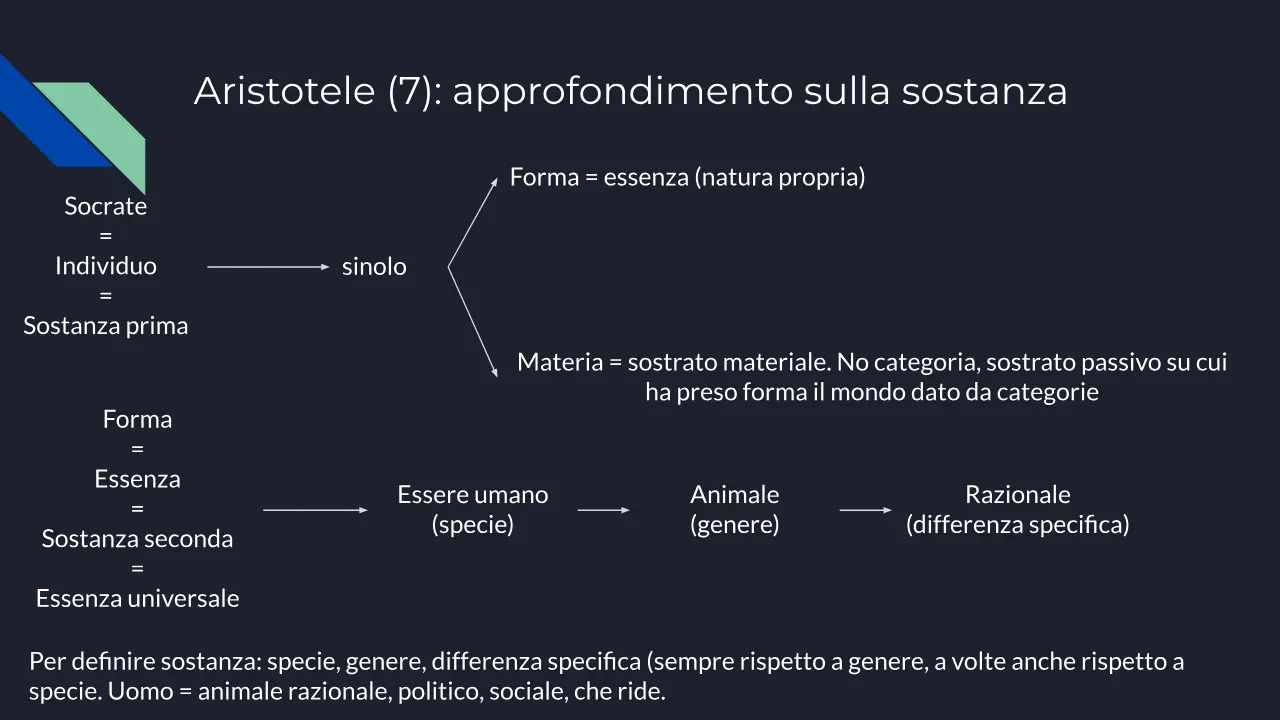 Aristotele (7): approfondimento sulla sostanza
Socrate
=
Individuo
=
Sostanza prima
sinolo
Forma = essenza (natura propria)
Materia = sostrato materiale. No categoria, sostrato passivo su cui
ha preso forma il mondo dato da categorie
Forma
=
Essenza
=
Sostanza seconda
=
Essenza universale
Essere umano
(specie)
Animale
(genere)
Razionale
(differenza specifica)
Per definire sostanza: specie, genere, differenza specifica (sempre rispetto a genere, a volte anche rispetto a
specie. Uomo = animale razionale, politico, sociale, che ride.